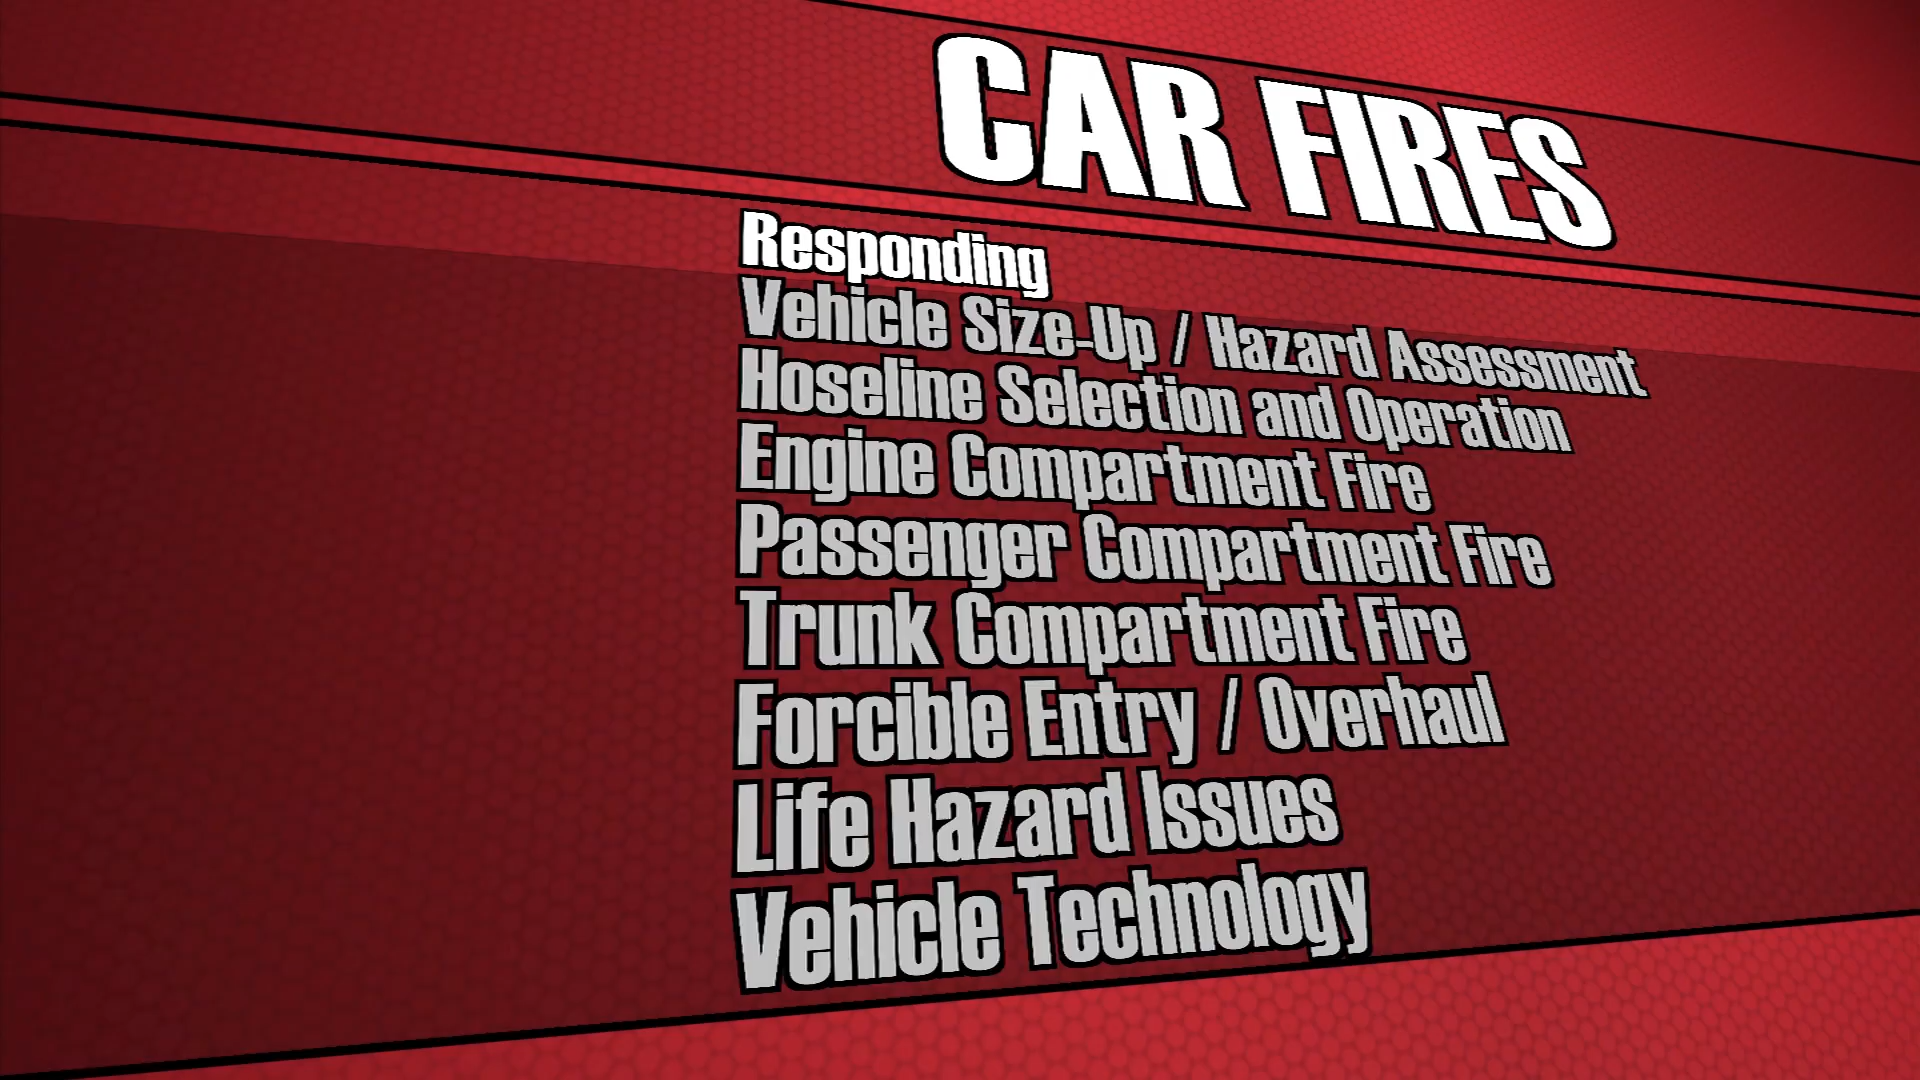 CAR FIRES
Responding
Vehicle Size-Up / Hazard Assessment
Hoseline Selection and Operation
Engine Compartment Fire
Passenger Compartment Fire
Trunk Compartment Fire
Forcible Entry / Overhaul
Life Hazard Issues
Vehicle Technology